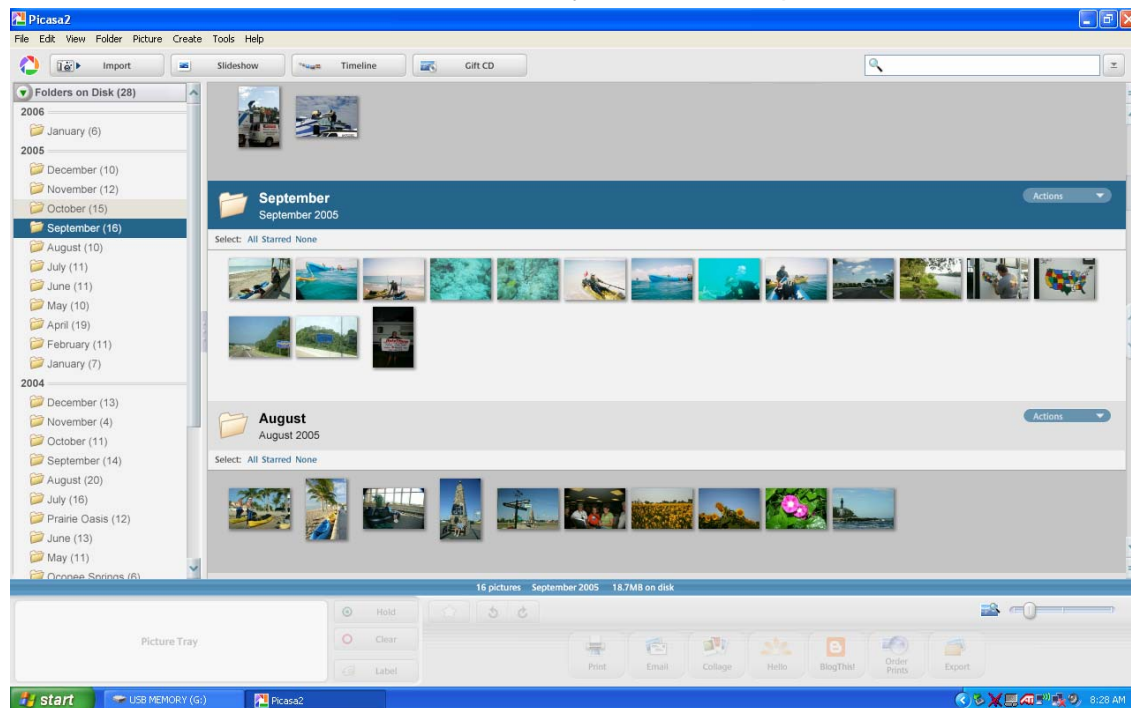 Picasa2
File Edit View Folder Picture Create Tools Help
Import Slideshow Timeline Gift CD
Folders on Disk (28)
2006
January (6)
2005
December (10)
November (12)
October (15)
September (16)
August (10)
July (11)
June (11)
May (10)
April (19)
February (11)
January (7)
2004
December (13)
November (4)
October (11)
September (14)
August (20)
July (16)
Prairie Oasis (12)
June (13)
May (11)
Oconee Springs (6)
September
September 2005
Actions
Select: All Starred None
August
August 2005
Actions
Select: All Starred None
16 pictures September 2005 18.7MB on disk
Picture Tray
Hold
Clear
Label
Print Email Collage Hello BlogThis! Order Prints Export
start USB MEMORY (G:) Picasa2 8:28 AM